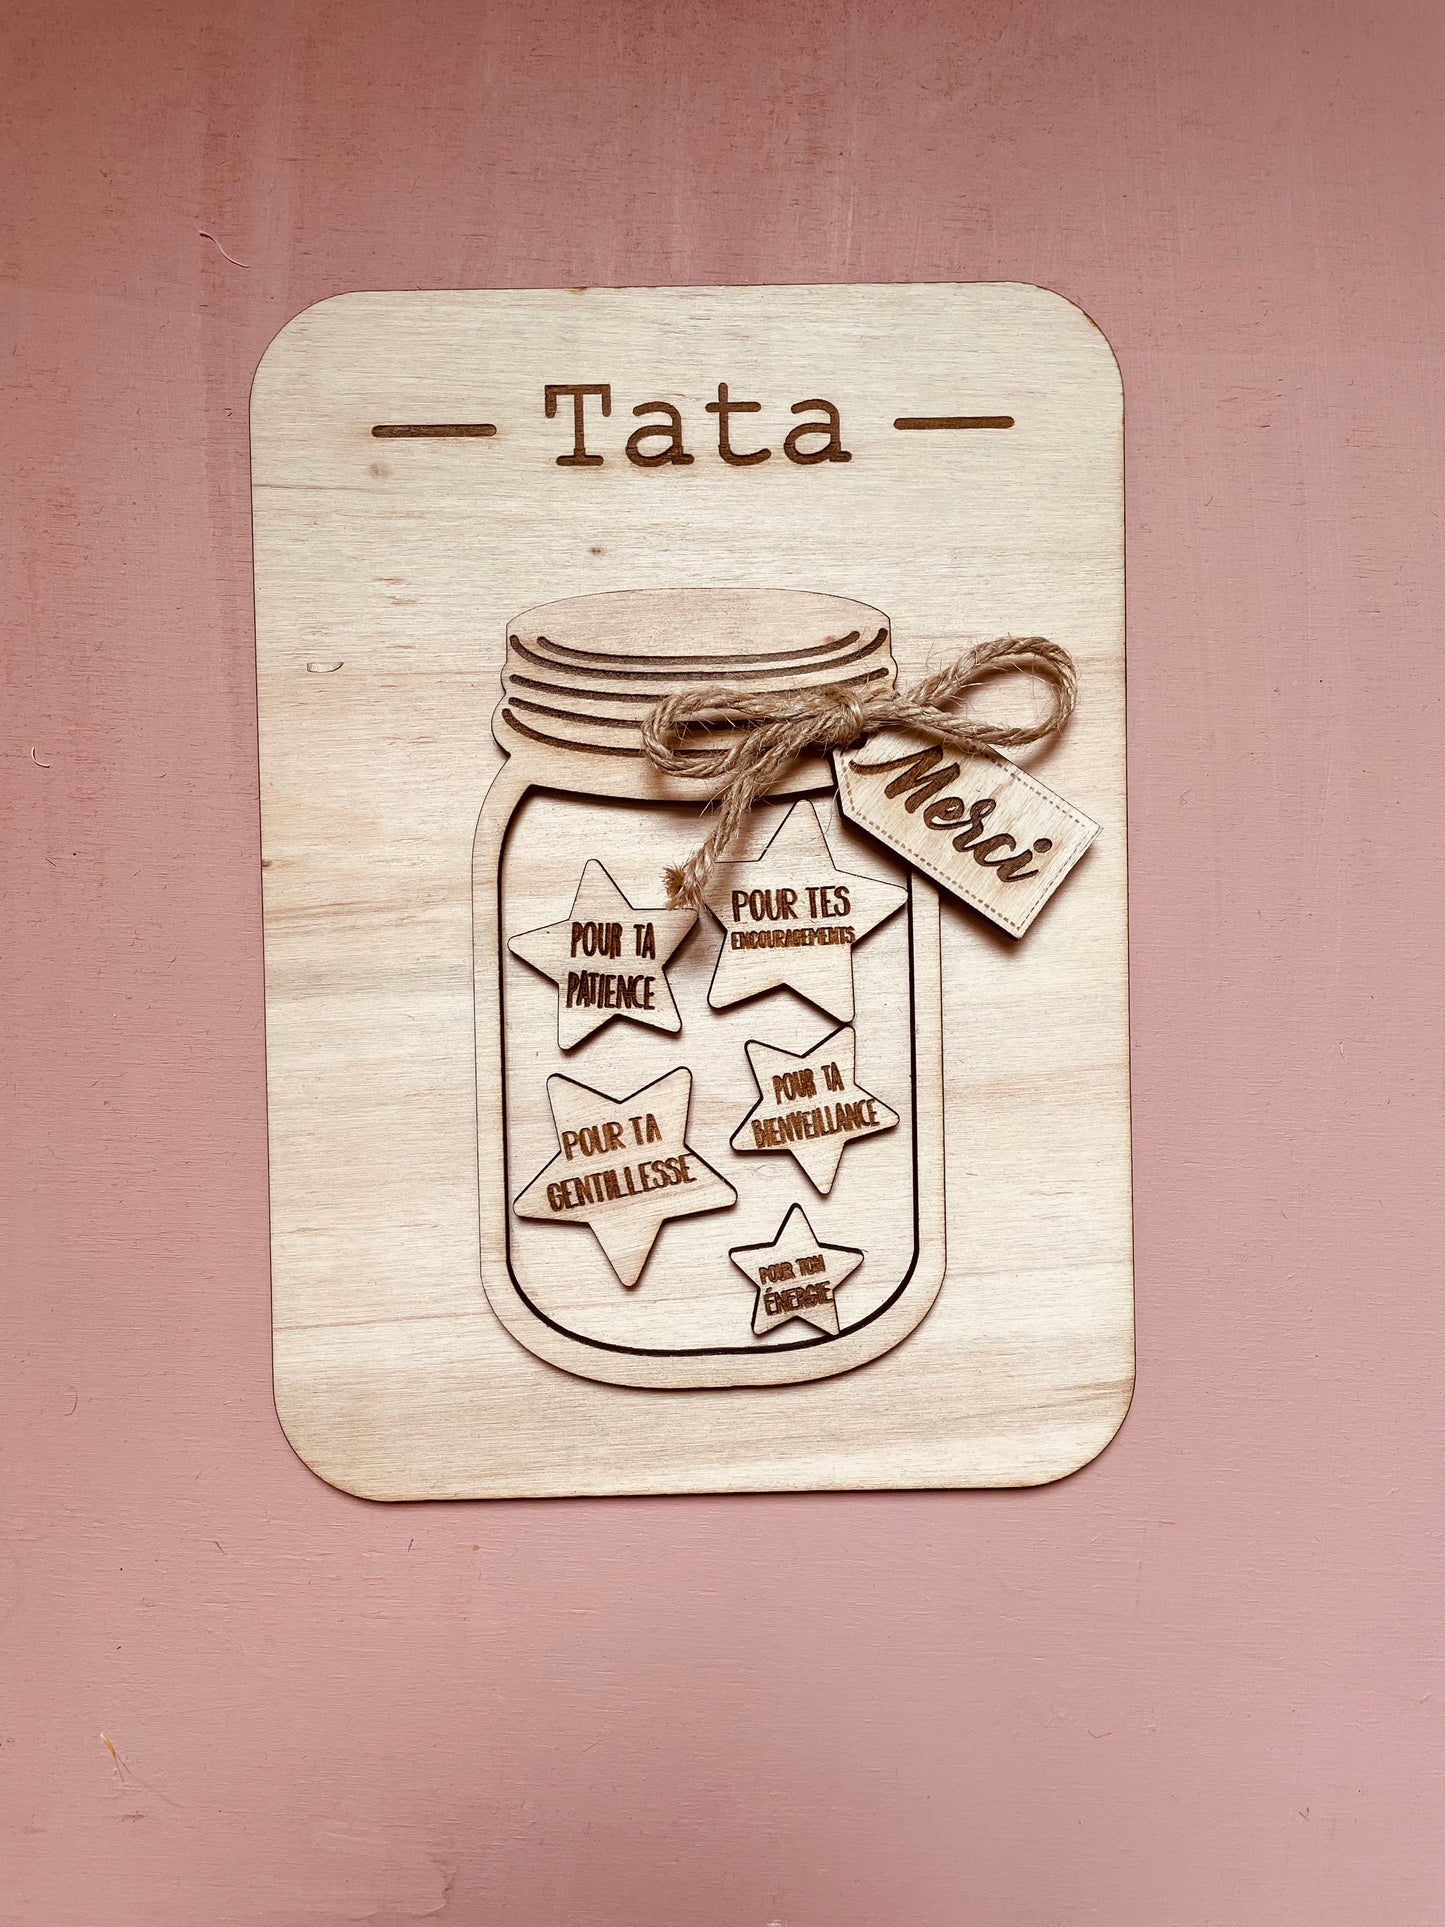 Tata
Merci
POUR TA
PATIENCE
POUR TES
ENCOURAGEMENTS
POUR TA
GENTILLESSE
POUR TA
BIENVEILLANCE
POUR TON
ÉNERGIE